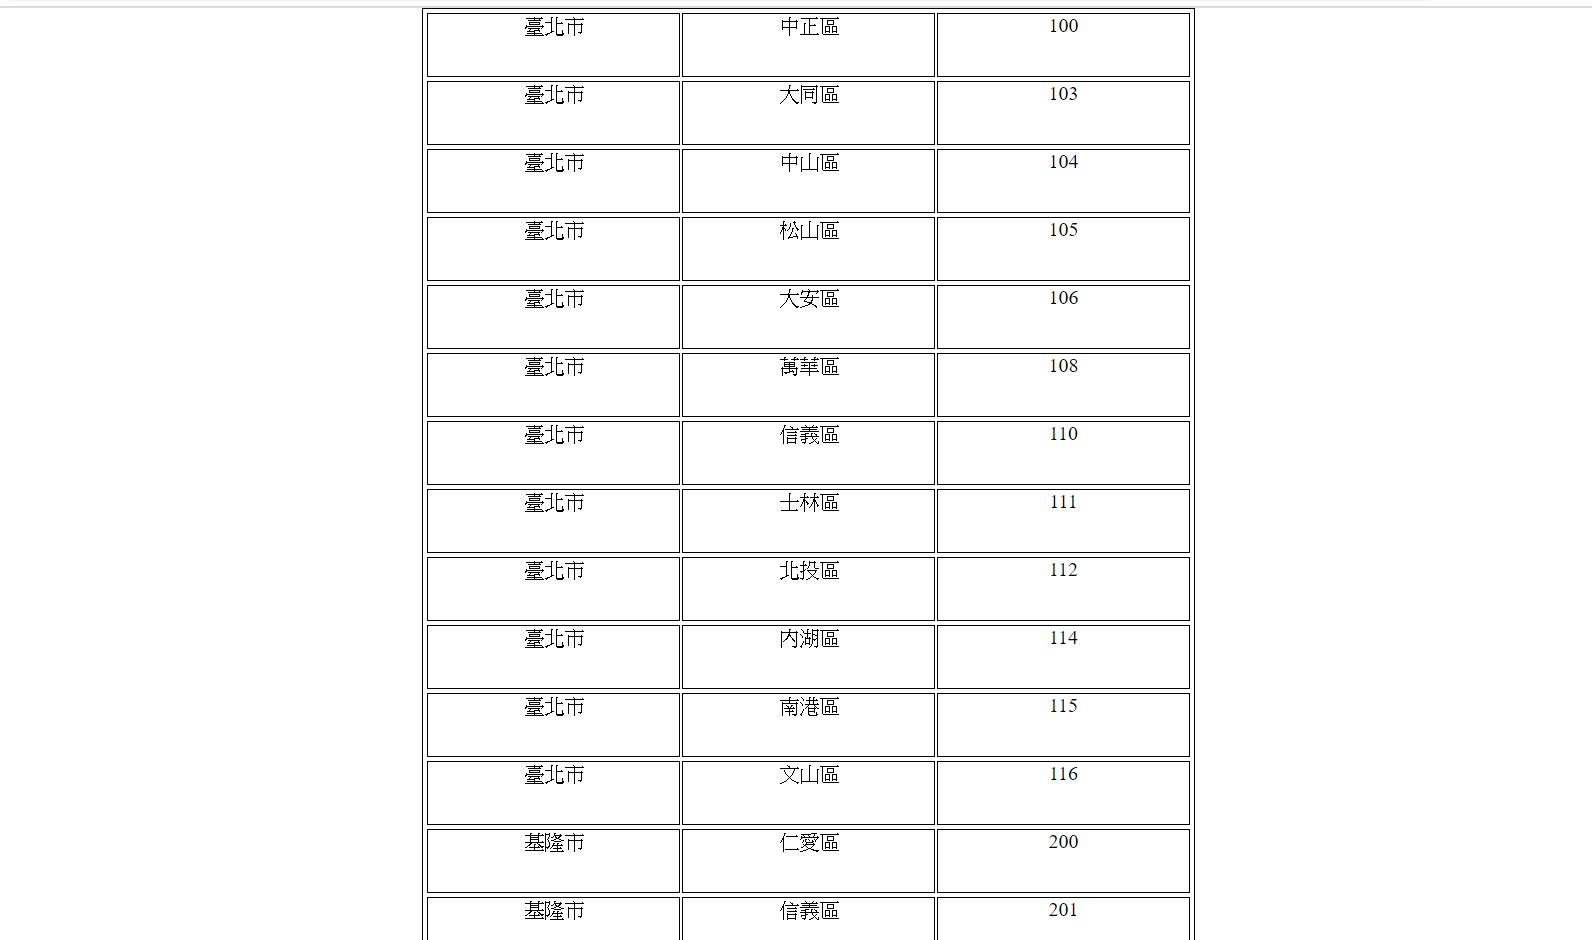 臺北市 中正區 100
臺北市 大同區 103
臺北市 中山區 104
臺北市 松山區 105
臺北市 大安區 106
臺北市 萬華區 108
臺北市 信義區 110
臺北市 士林區 111
臺北市 北投區 112
臺北市 內湖區 114
臺北市 南港區 115
臺北市 文山區 116
基隆市 仁愛區 200
基隆市 信義區 201